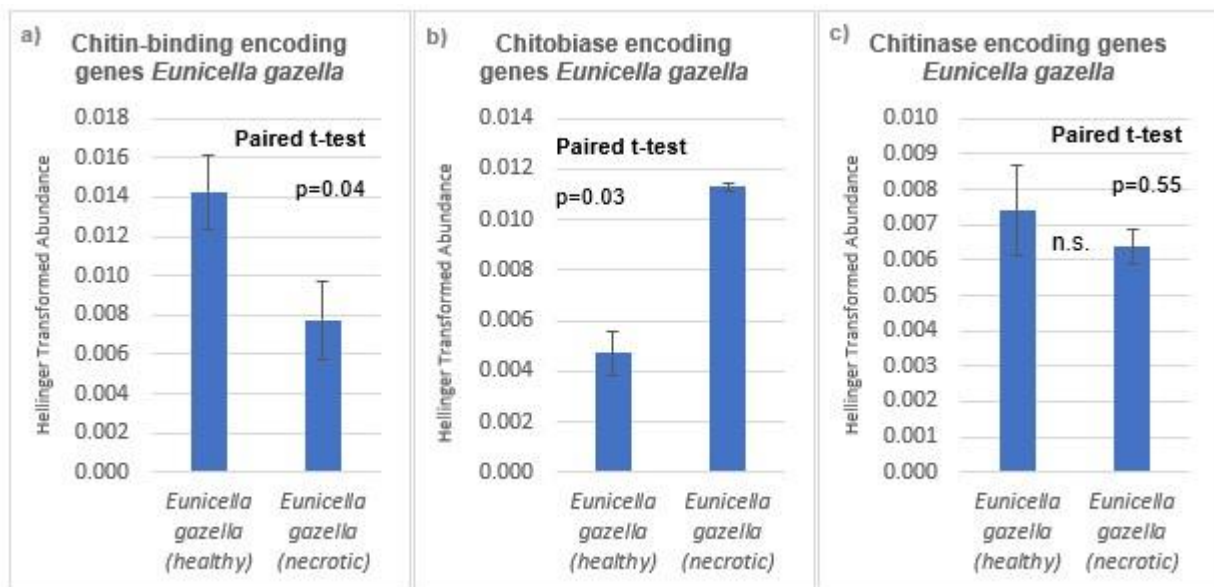 a)
Chitin-binding encoding
genes Eunicella gazella
Hellinger Transformed Abundance
0.018
0.016
0.014
0.012
0.010
0.008
0.006
0.004
0.002
0.000
Paired t-test
p=0.04
Eunicella
gazella
(healthy)
Eunicella
gazella
(necrotic)
b)
Chitobiase encoding
genes Eunicella gazella
Hellinger Transformed Abundance
0.014
0.012
0.010
0.008
0.006
0.004
0.002
0.000
Paired t-test
p=0.03
Eunicella
gazella
(healthy)
Eunicella
gazella
(necrotic)
c)
Chitinase encoding genes
Eunicella gazella
Hellinger Transformed Abundance
0.010
0.009
0.008
0.007
0.006
0.005
0.004
0.003
0.002
0.001
0.000
Paired t-test
p=0.55
n.s.
Eunicella
gazella
(healthy)
Eunicella
gazella
(necrotic)